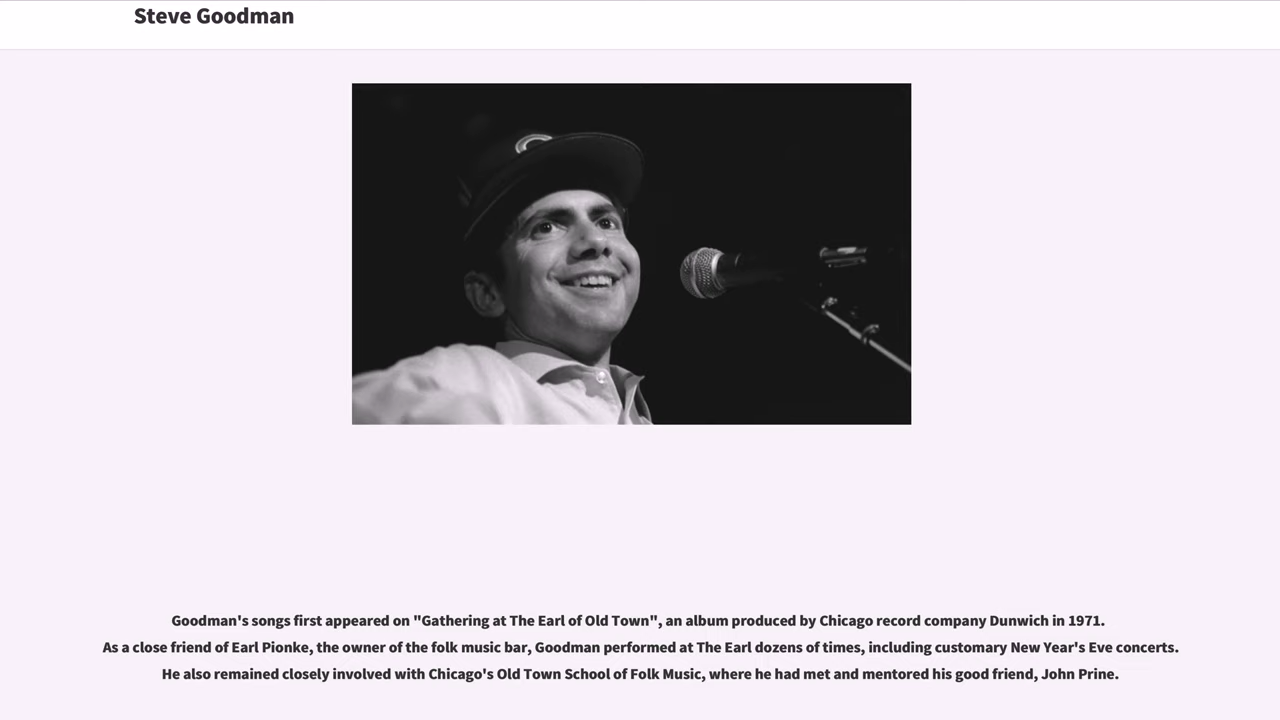 Steve Goodman
Goodman's songs first appeared on "Gathering at The Earl of Old Town", an album produced by Chicago record company Dunwich in 1971.
As a close friend of Earl Pionke, the owner of the folk music bar, Goodman performed at The Earl dozens of times, including customary New Year's Eve concerts.
He also remained closely involved with Chicago's Old Town School of Folk Music, where he had met and mentored his good friend, John Prine.